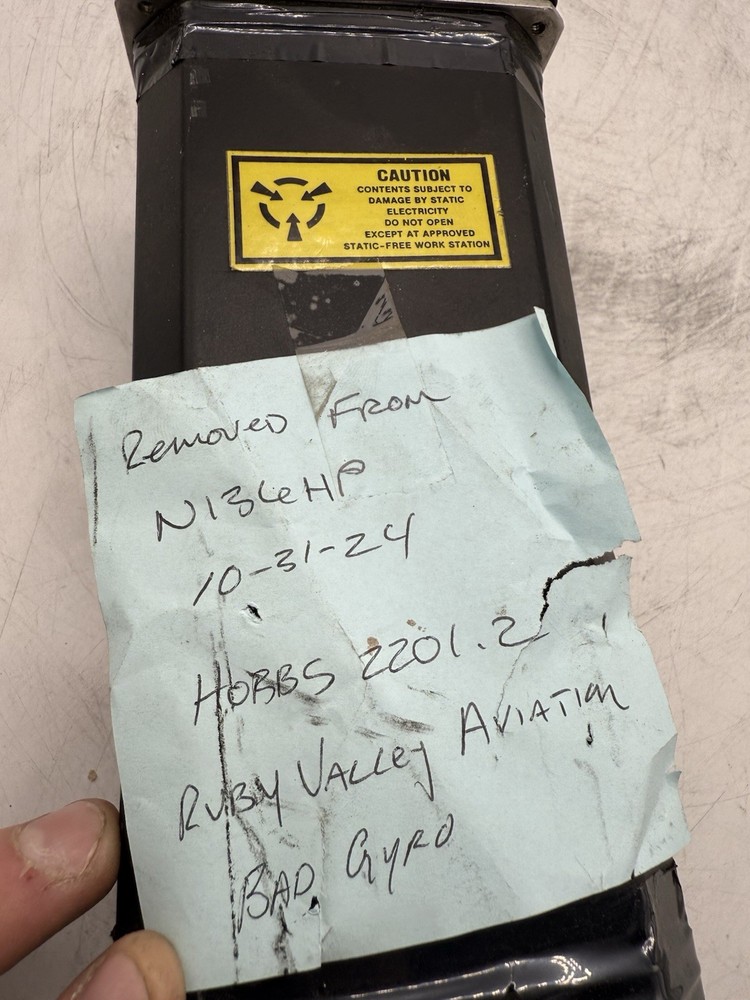 CAUTION
CONTENTS SUBJECT TO
DAMAGE BY STATIC
ELECTRICITY
DO NOT OPEN
EXCEPT AT APPROVED
STATIC-FREE WORK STATION
Removed From
N136HP
10-31-24
HOBBS 2201.2
RUBY VALLEY AVIATION
BAD GYRO